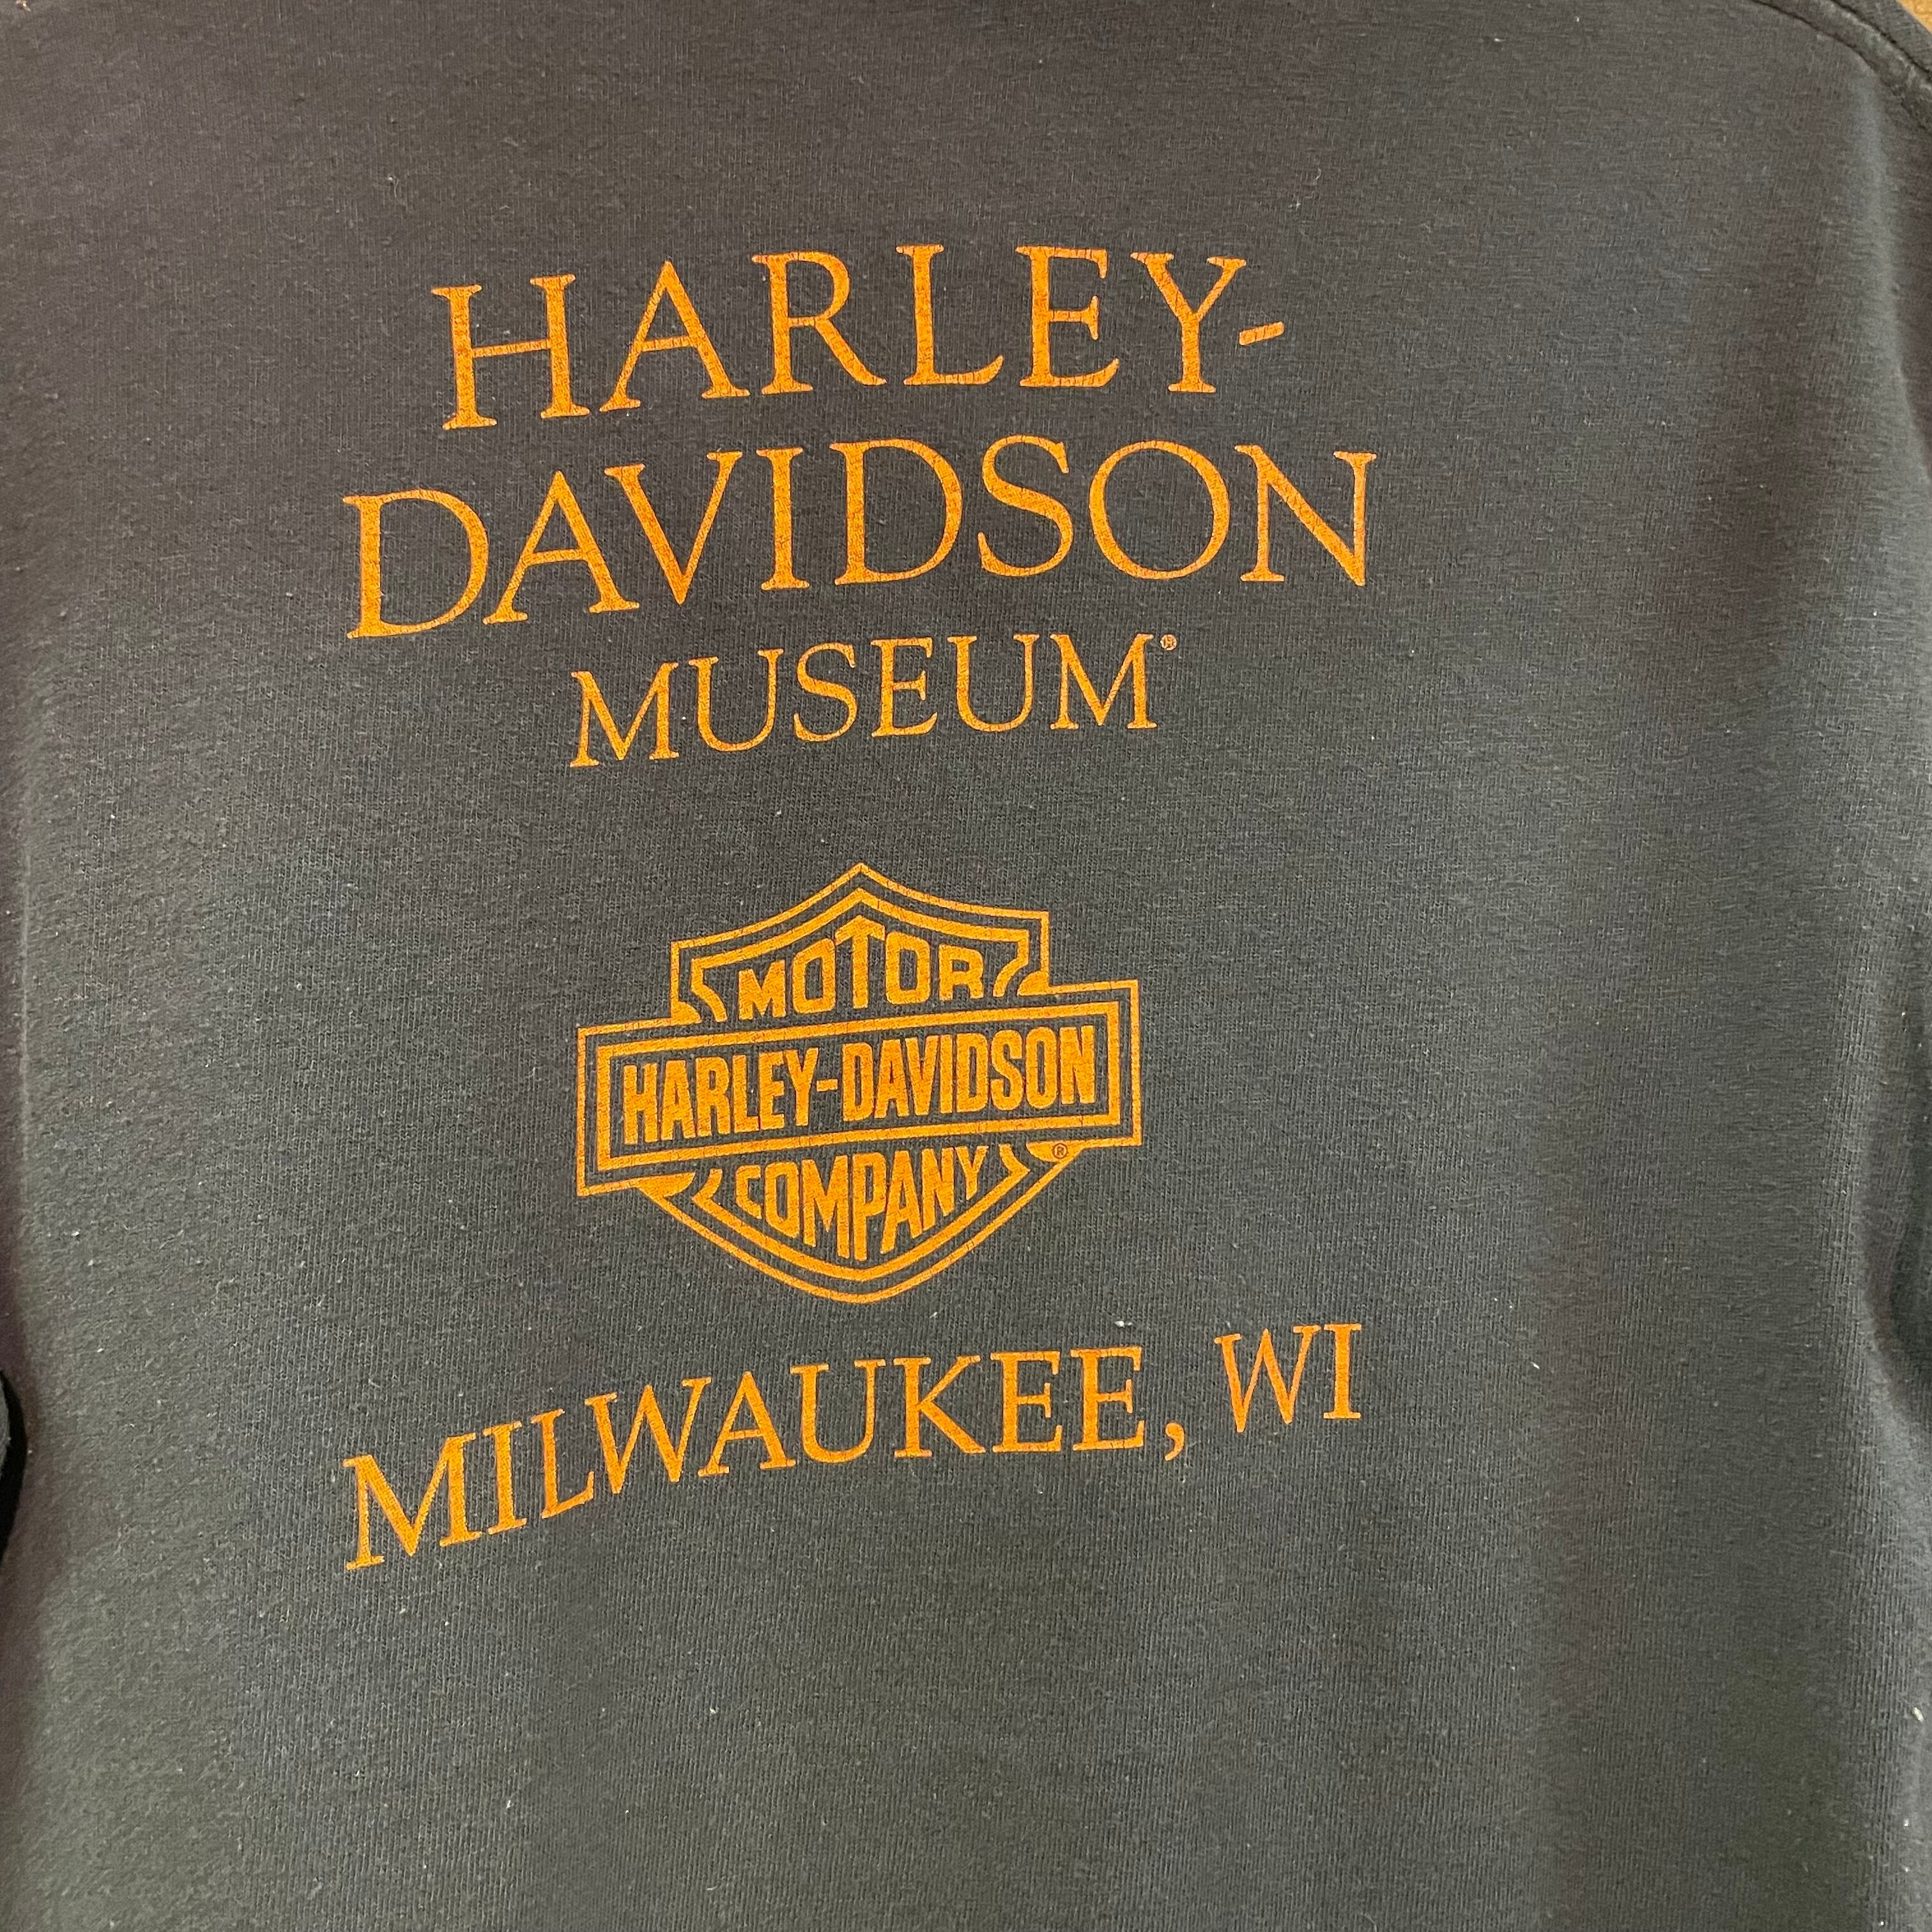 HARLEY-
DAVIDSON
MUSEUM®
MOTOR
HARLEY-DAVIDSON
COMPANY ®
MILWAUKEE, WI